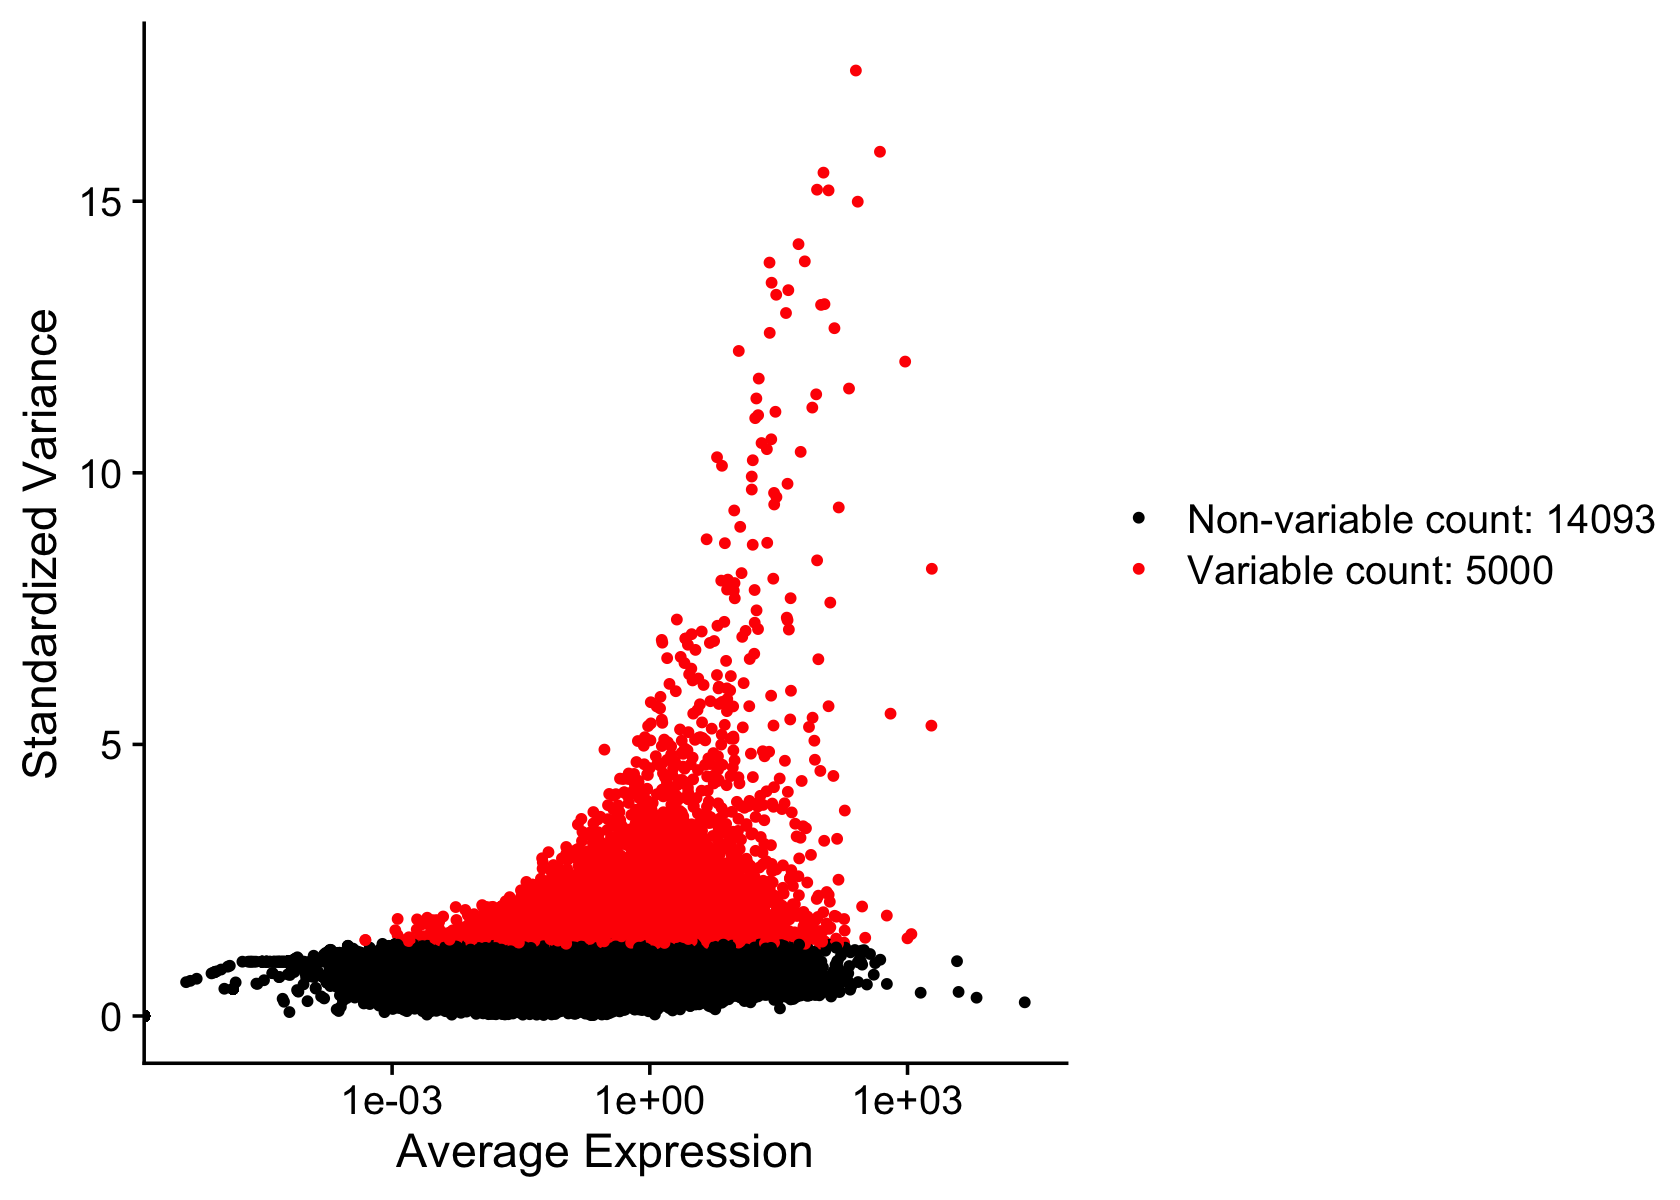 15
10
5
0
Standardized Variance
1e-03
1e+00
1e+03
Average Expression
Non-variable count: 14093
Variable count: 5000